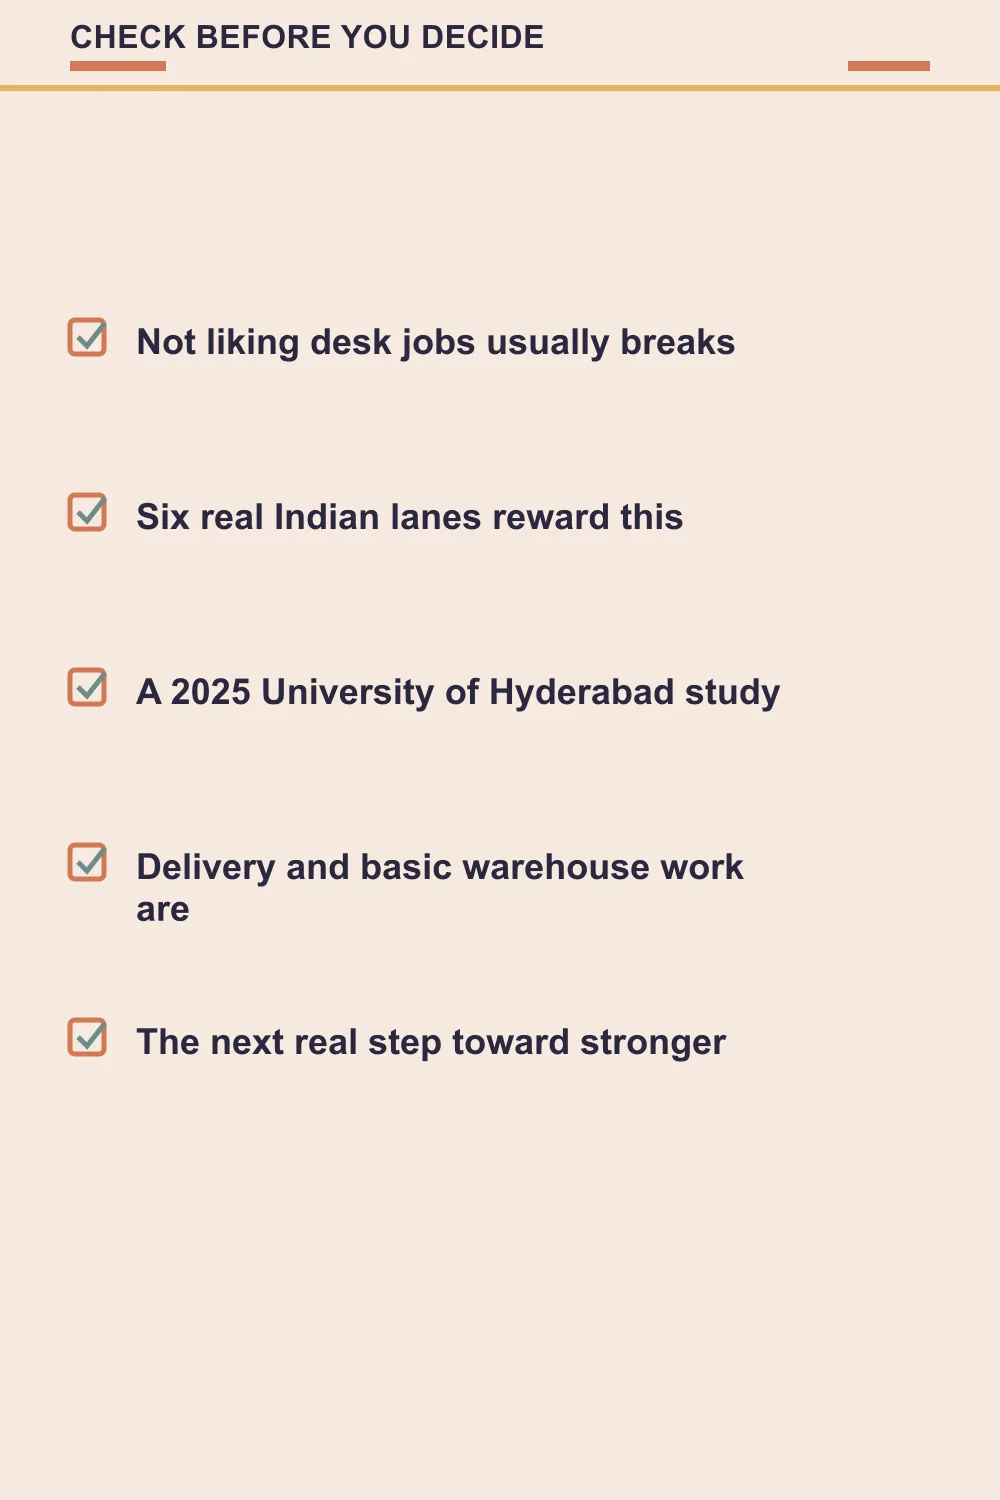 CHECK BEFORE YOU DECIDE
Not liking desk jobs usually breaks
Six real Indian lanes reward this
A 2025 University of Hyderabad study
Delivery and basic warehouse work
are
The next real step toward stronger